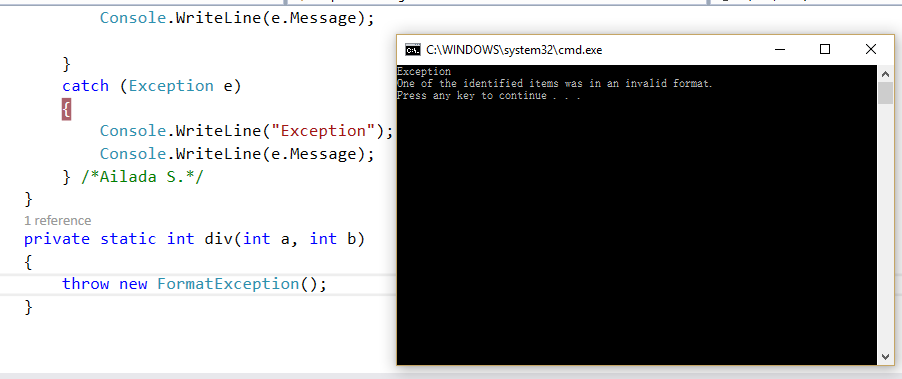 Console.WriteLine(e.Message);
}
catch (Exception e)
{
Console.WriteLine("Exception");
Console.WriteLine(e.Message);
} /*Ailada S.*/
}
1 reference
private static int div(int a, int b)
{
throw new FormatException();
}
C:\WINDOWS\system32\cmd.exe
Exception
One of the identified items was in an invalid format.
Press any key to continue . . .